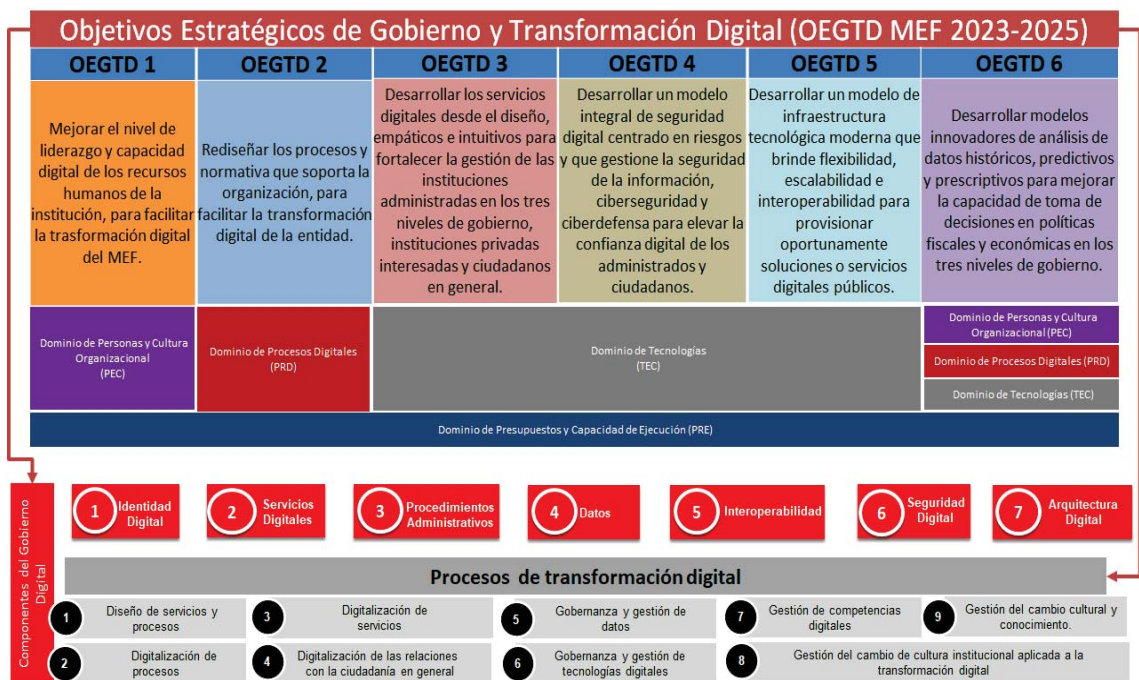 Objetivos Estratégicos de Gobierno y Transformación Digital (OEGTD MEF 2023-2025)
OEGTD 1
Mejorar el nivel de
liderazgo y capacidad
digital de los recursos
humanos de la
institución, para facilitar
la trasformación digital
del MEF.
OEGTD 2
Rediseñar los procesos y
normativa que soporta la
organización, para
facilitar la transformación
digital de la entidad.
OEGTD 3
Desarrollar los servicios
digitales desde el diseño,
empáticos e intuitivos para
fortalecer la gestión de las
instituciones
administradas en los tres
niveles de gobierno,
instituciones privadas
interesadas y ciudadanos
en general.
OEGTD 4
Desarrollar un modelo
integral de seguridad
digital centrado en riesgos
y que gestione la seguridad
de la información,
ciberseguridad y
ciberdefensa para elevar la
confianza digital de los
administrados y
ciudadanos.
OEGTD 5
Desarrollar un modelo de
infraestructura
tecnológica moderna que
brinde flexibilidad,
escalabilidad e
interoperabilidad para
provisionar
oportunamente
soluciones o servicios
digitales públicos.
OEGTD 6
Desarrollar modelos
innovadores de análisis de
datos históricos, predictivos
y prescriptivos para mejorar
la capacidad de toma de
decisiones en políticas
fiscales y económicas en los
tres niveles de gobierno.
Dominio de Personas y Cultura
Organizacional
(PEC)
Dominio de Procesos Digitales
(PRD)
Dominio de Tecnologías
(TEC)
Dominio de Personas y Cultura
Organizacional (PEC)
Dominio de Procesos Digitales (PRD)
Dominio de Tecnologías (TEC)
Dominio de Presupuestos y Capacidad de Ejecución (PRE)
Componentes del Gobierno
Digital
1 Identidad
Digital
2 Servicios
Digitales
3 Procedimientos
Administrativos
4 Datos
5 Interoperabilidad
6 Seguridad
Digital
7 Arquitectura
Digital
Procesos de transformación digital
1 Diseño de servicios y
procesos
2 Digitalización de
procesos
3 Digitalización de
servicios
4 Digitalización de las relaciones
con la ciudadanía en general
5 Gobernanza y gestión de
datos
6 Gobernanza y gestión de
tecnologías digitales
7 Gestión de competencias
digitales
8 Gestión del cambio de cultura institucional aplicada a la
transformación digital
9 Gestión del cambio cultural y
conocimiento.